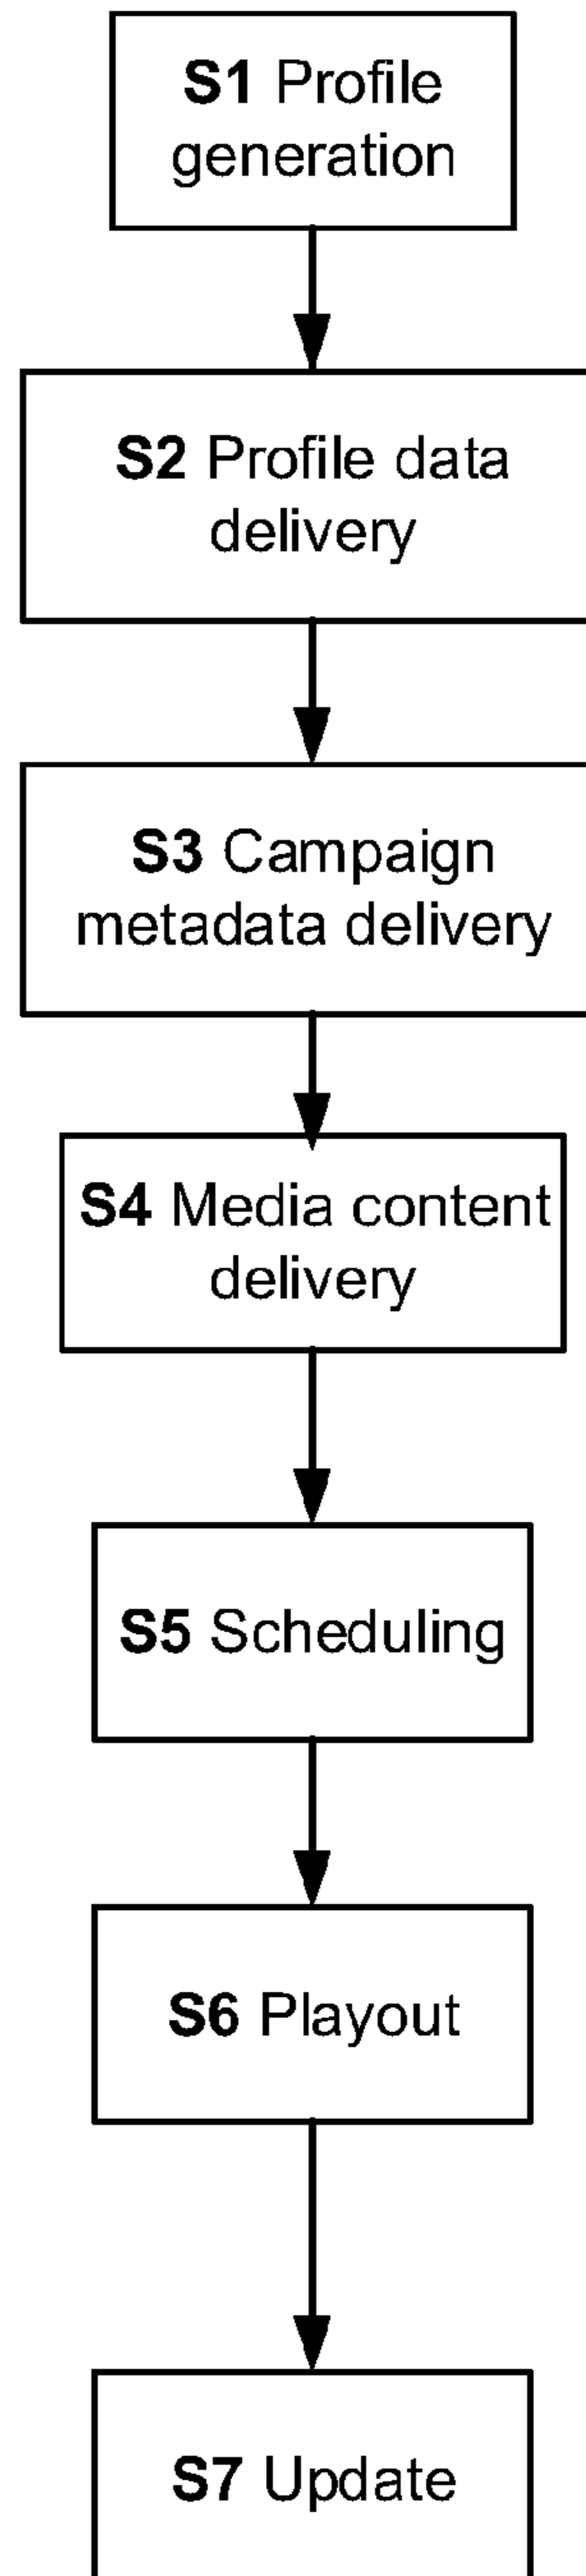 S1 Profile
generation
S2 Profile data
delivery
S3 Campaign
metadata delivery
S4 Media content
delivery
S5 Scheduling
S6 Playout
S7 Update